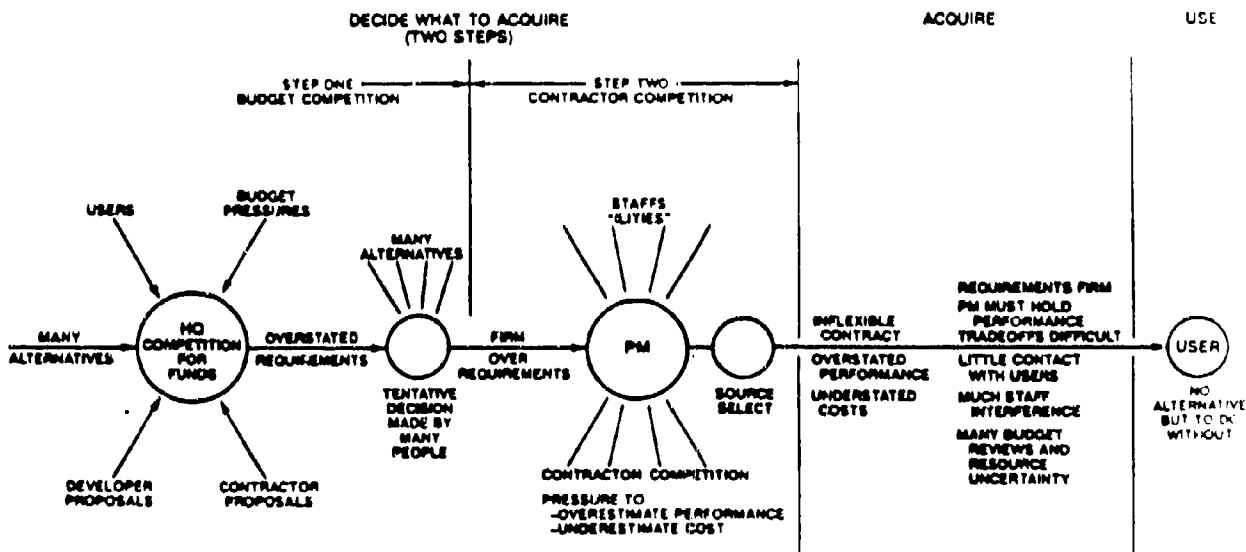 DECIDE WHAT TO ACQUIRE
(TWO STEPS)
ACQUIRE
USE
STEP ONE
BUDGET COMPETITION
STEP TWO
CONTRACTOR COMPETITION
USERS
BUDGET
PRESSURES
MANY
ALTERNATIVES
HQ
COMPETITION
FOR
FUNDS
DEVELOPER
PROPOSALS
CONTRACTOR
PROPOSALS
OVERSTATED
REQUIREMENTS
MANY
ALTERNATIVES
TENTATIVE
DECISION
MADE BY
MANY
PEOPLE
FIRM
OVER
REQUIREMENTS
STAFFS
"ILITIES"
PM
CONTRACTOR COMPETITION
PRESSURE TO
–OVERESTIMATE PERFORMANCE
–UNDERESTIMATE COST
SOURCE
SELECT
INFLEXIBLE
CONTRACT
OVERSTATED
PERFORMANCE
UNDERSTATED
COSTS
REQUIREMENTS FIRM
PM MUST HOLD
PERFORMANCE
TRADEOFFS DIFFICULT
LITTLE CONTACT
WITH USERS
MUCH STAFF
INTERFERENCE
MANY BUDGET
REVIEWS AND
RESOURCE
UNCERTAINTY
USER
NO
ALTERNATIVE
BUT TO DO
WITHOUT